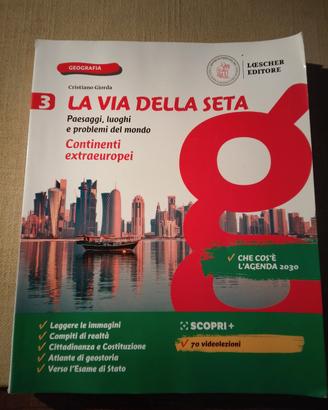 GEOGRAFIA
Cristiano Giorda
LOESCHER
EDITORE
3 LA VIA DELLA SETA
Paesaggi, luoghi
e problemi del mondo
Continenti
extraeuropei
g
CHE COS'È
L'AGENDA 2030
Leggere le immagini
Compiti di realtà
Cittadinanza e Costituzione
Atlante di geostoria
Verso l'Esame di Stato
SCOPRI+
70 videolezioni